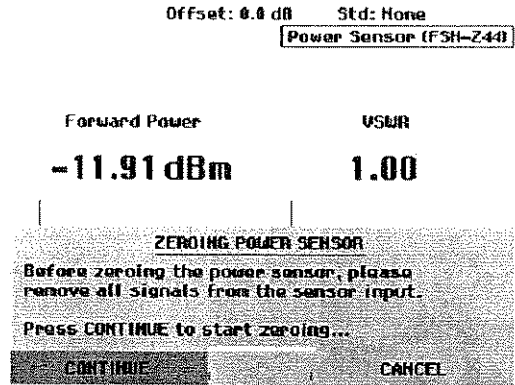 Offset: 0.0 dB Std: None
Power Sensor (FSH-Z44)
Forward Power VSWR
-11.91 dBm 1.00
ZEROING POWER SENSOR
Before zeroing the power sensor, please
remove all signals from the sensor input.
Press CONTINUE to start zeroing...
CONTINUE CANCEL